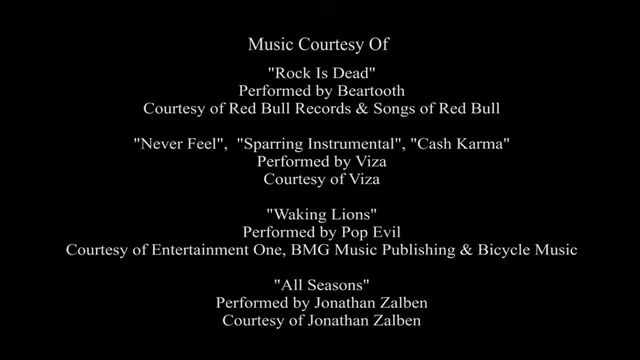 Music Courtesy Of
"Rock Is Dead"
Performed by Beartooth
Courtesy of Red Bull Records & Songs of Red Bull
"Never Feel",  "Sparring Instrumental", "Cash Karma"
Performed by Viza
Courtesy of Viza
"Waking Lions"
Performed by Pop Evil
Courtesy of Entertainment One, BMG Music Publishing & Bicycle Music
"All Seasons"
Performed by Jonathan Zalben
Courtesy of Jonathan Zalben